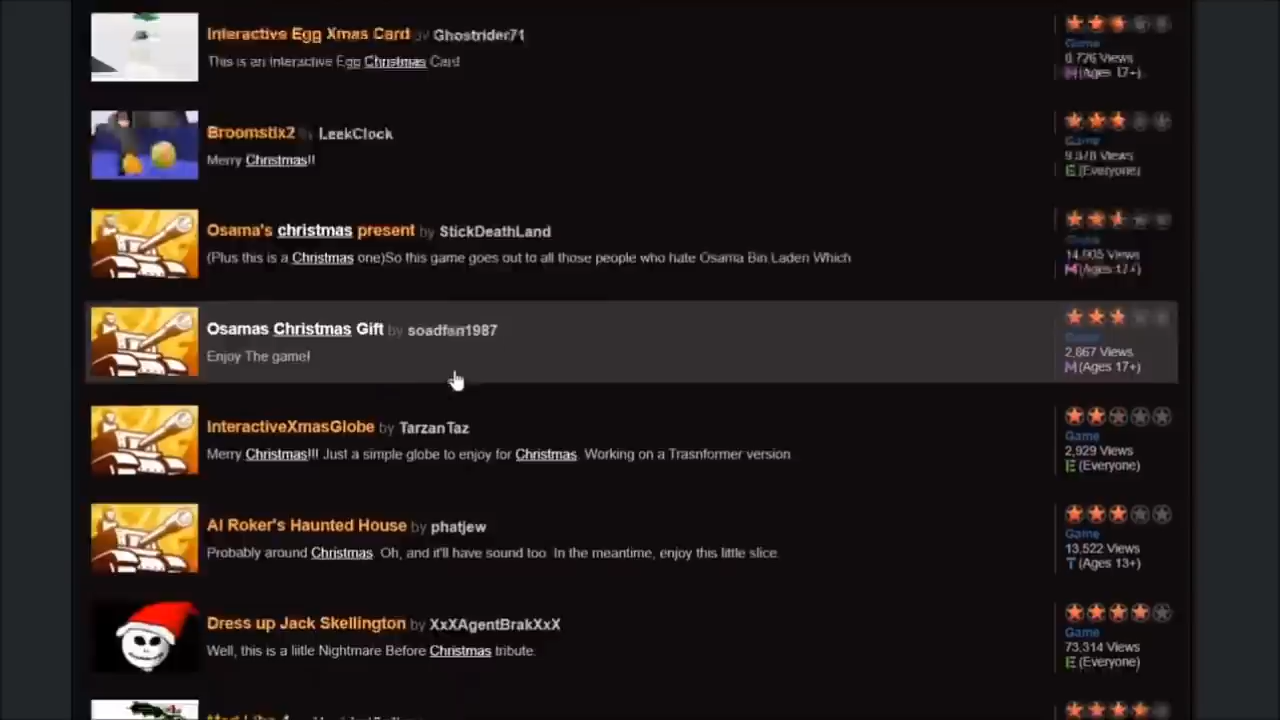 Interactive Egg Xmas Card by Ghostrider71
This is an Interactive Egg Christmas Card
Game
M (Ages 17+)
Broomstix2 by LeekClock
Merry Christmas!!
Game
Views
E (Everyone)
Osama's christmas present by StickDeathLand
(Plus this is a Christmas one)So this game goes out to all those people who hate Osama Bin Laden Which
Game
14,905 Views
M (Ages 17+)
Osamas Christmas Gift by soadfan1987
Enjoy The game!
Game
2,667 Views
M (Ages 17+)
InteractiveXmasGlobe by TarzanTaz
Merry Christmas!!! Just a simple globe to enjoy for Christmas. Working on a Trasnformer version
Game
2,929 Views
E (Everyone)
Al Roker's Haunted House by phatjew
Probably around Christmas. Oh, and it'll have sound too. In the meantime, enjoy this little slice.
Game
13,522 Views
T (Ages 13+)
Dress up Jack Skellington by XxXAgentBrakXxX
Well, this is a liitle Nightmare Before Christmas tribute.
Game
73,314 Views
E (Everyone)